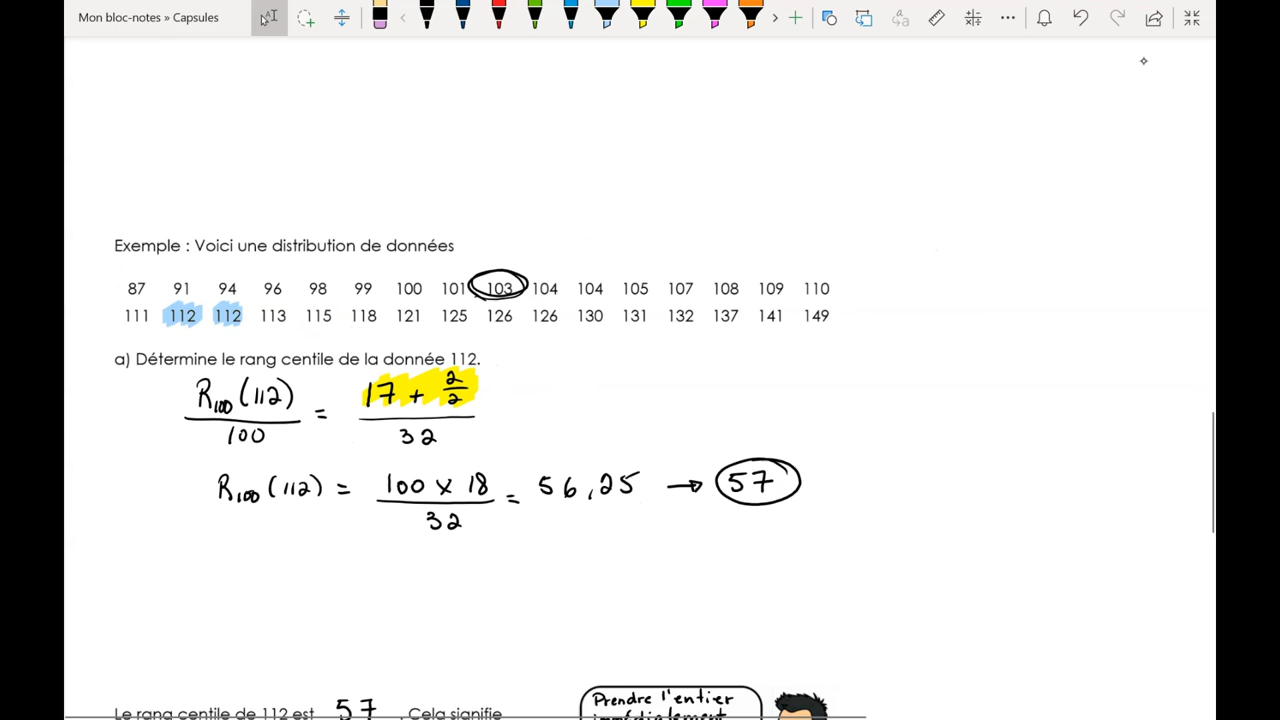 Mon bloc-notes » Capsules
Exemple : Voici une distribution de données
87 91 94 96 98 99 100 101 103 104 104 105 107 108 109 110
111 112 112 113 115 118 121 125 126 126 130 131 132 137 141 149
a) Détermine le rang centile de la donnée 112.
R₁₀₀(112)/100 = (17 + 2/2)/32
R₁₀₀(112) = (100 × 18)/32 = 56,25 → 57
Le rang centile de 112 est 57 . Cela signifie
Prendre l'entier
immédiatement